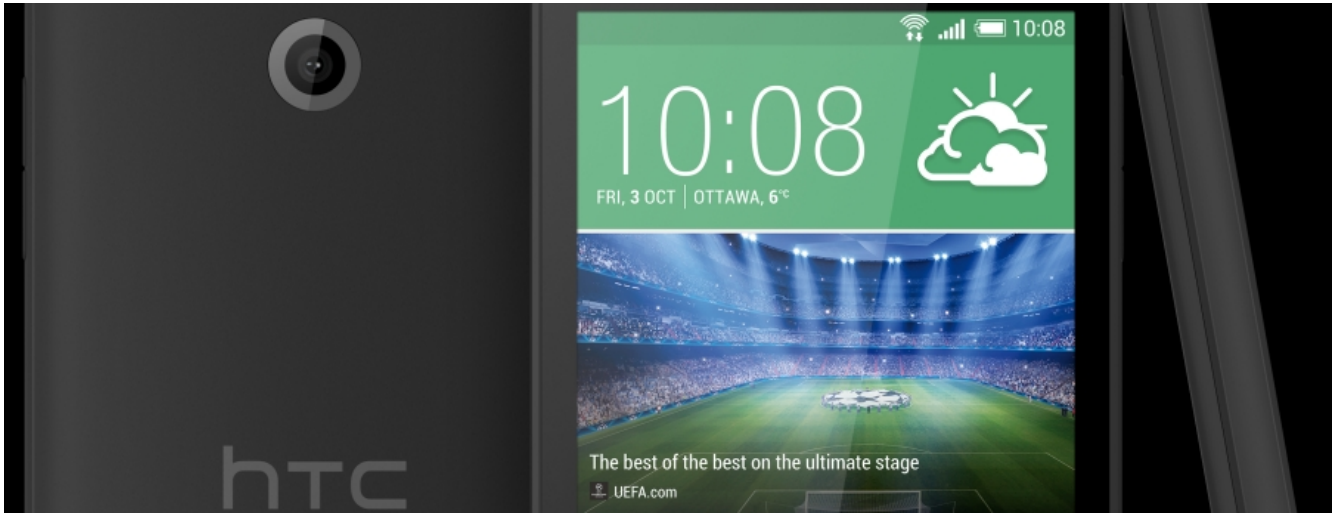 10:08
10:08
FRI, 3 OCT | OTTAWA, 6°C
The best of the best on the ultimate stage
UEFA.com
hTC